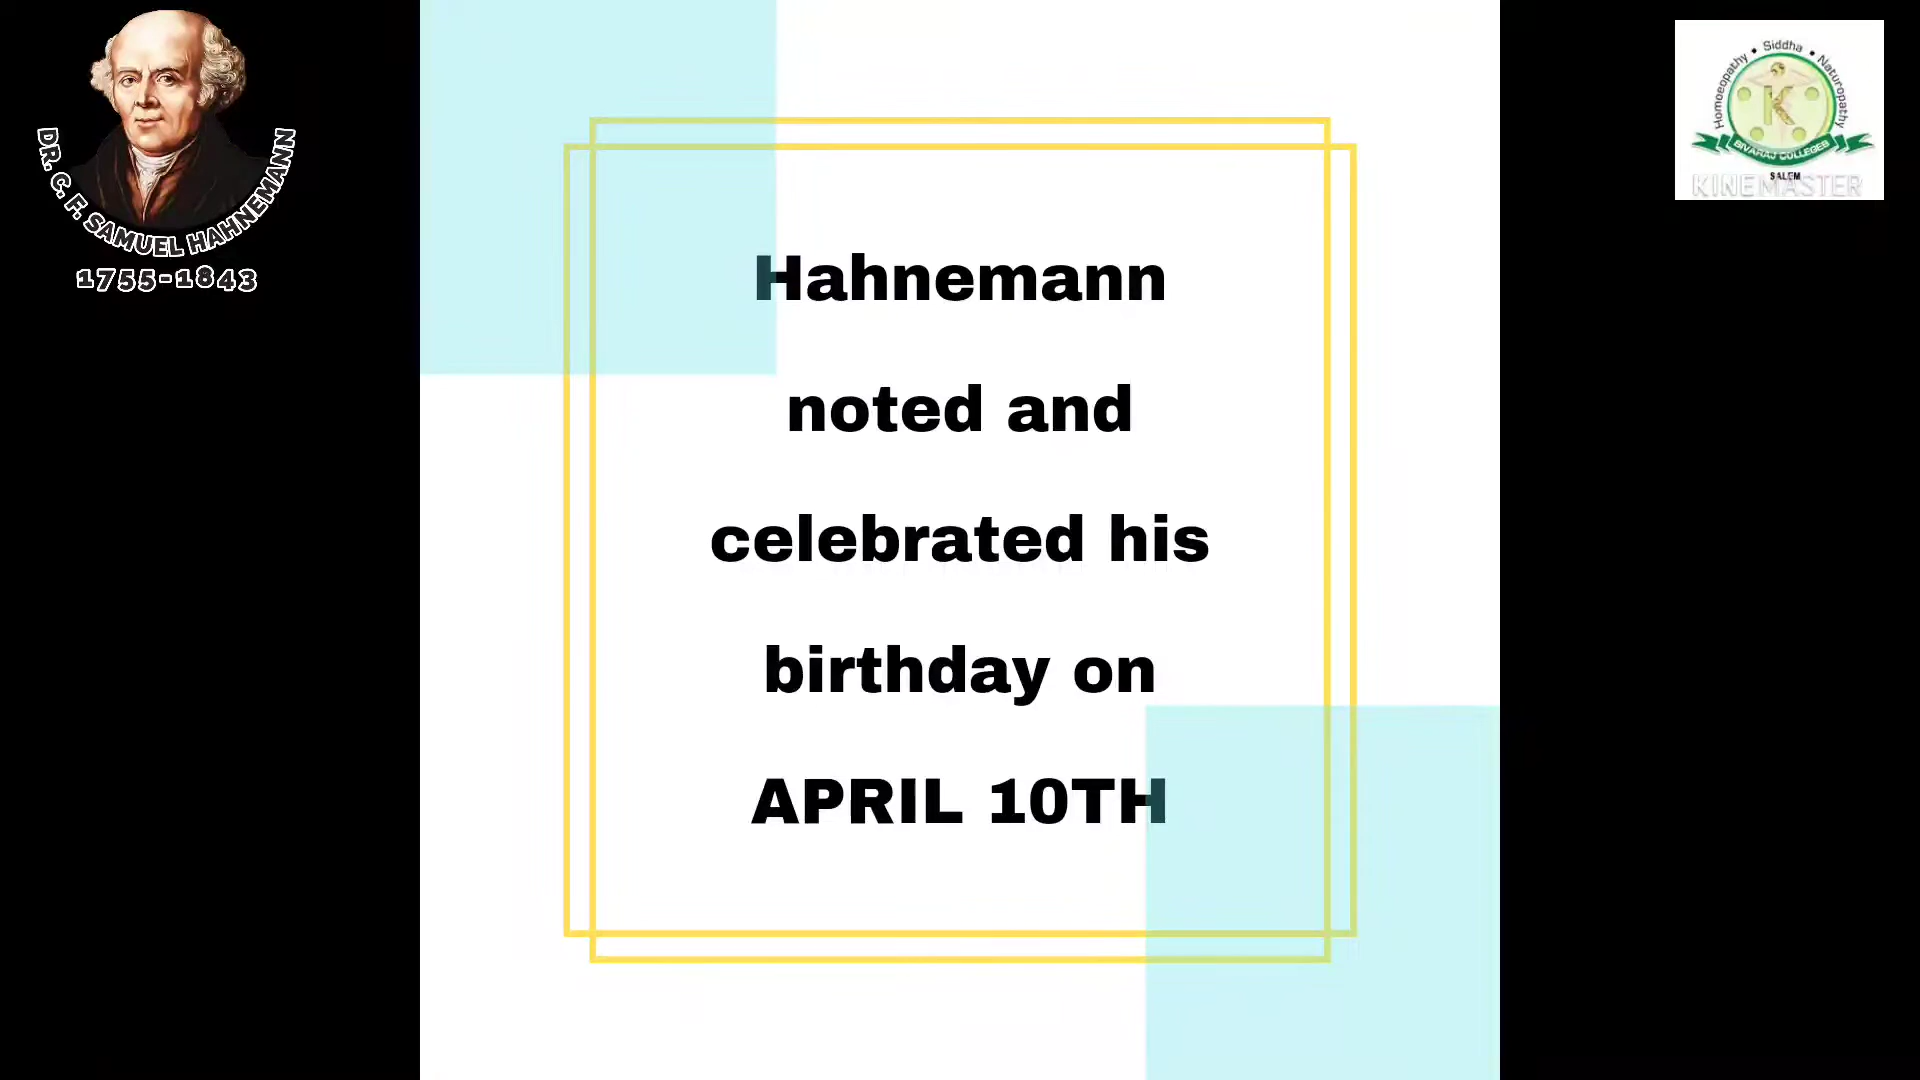 DR. C. F. SAMUEL HAHNEMANN
1755-1843
Homoeopathy • Siddha • Naturopathy
K
SIVARAJ COLLEGES
SALEM
KINEMASTER
Hahnemann
noted and
celebrated his
birthday on
APRIL 10TH